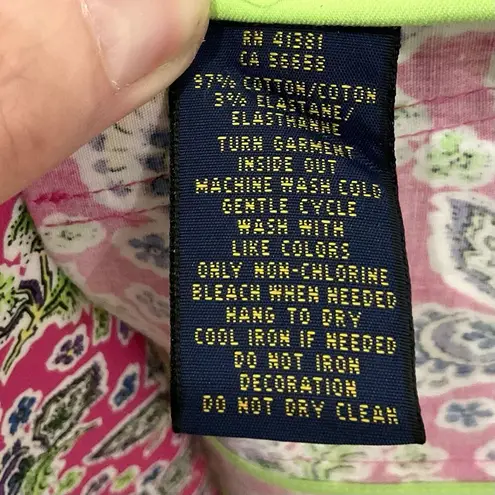 RN 41381
CA 56658
97% COTTON/COTON
3% ELASTANE/
ELASTHANNE
TURN GARMENT
INSIDE OUT
MACHINE WASH COLD
GENTLE CYCLE
WASH WITH
LIKE COLORS
ONLY NON-CHLORINE
BLEACH WHEN NEEDED
HANG TO DRY
COOL IRON IF NEEDED
DO NOT IRON
DECORATION
DO NOT DRY CLEAN